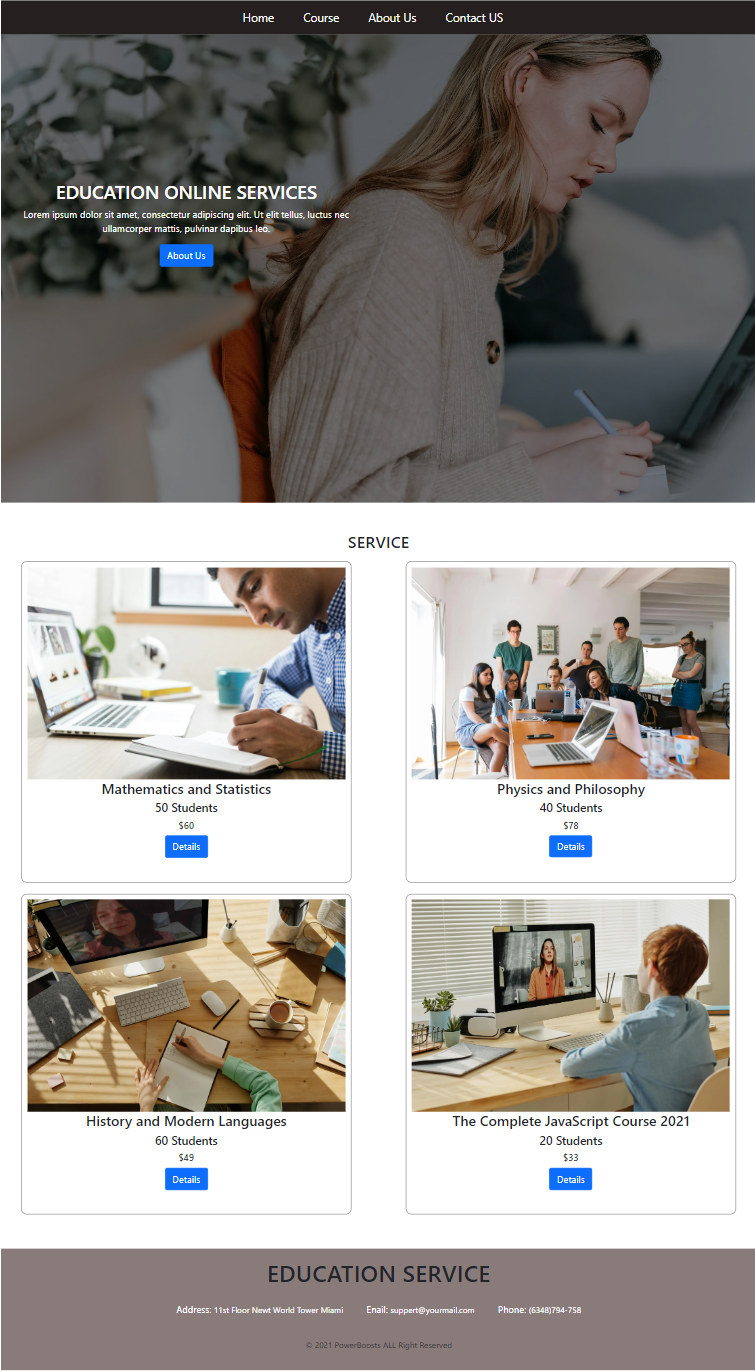 Home Course About Us Contact US
EDUCATION ONLINE SERVICES
Lorem ipsum dolor sit amet, consectetur adipiscing elit. Ut elit tellus, luctus nec
ullamcorper mattis, pulvinar dapibus leo.
About Us
SERVICE
Mathematics and Statistics
50 Students
$60
Details
Physics and Philosophy
40 Students
$78
Details
History and Modern Languages
60 Students
$49
Details
The Complete JavaScript Course 2021
20 Students
$33
Details
EDUCATION SERVICE
Address: 11st Floor Newt World Tower Miami Email: suppert@yourmail.com Phone: (6348)794-758
© 2021 PowerBoosts ALL Right Reserved